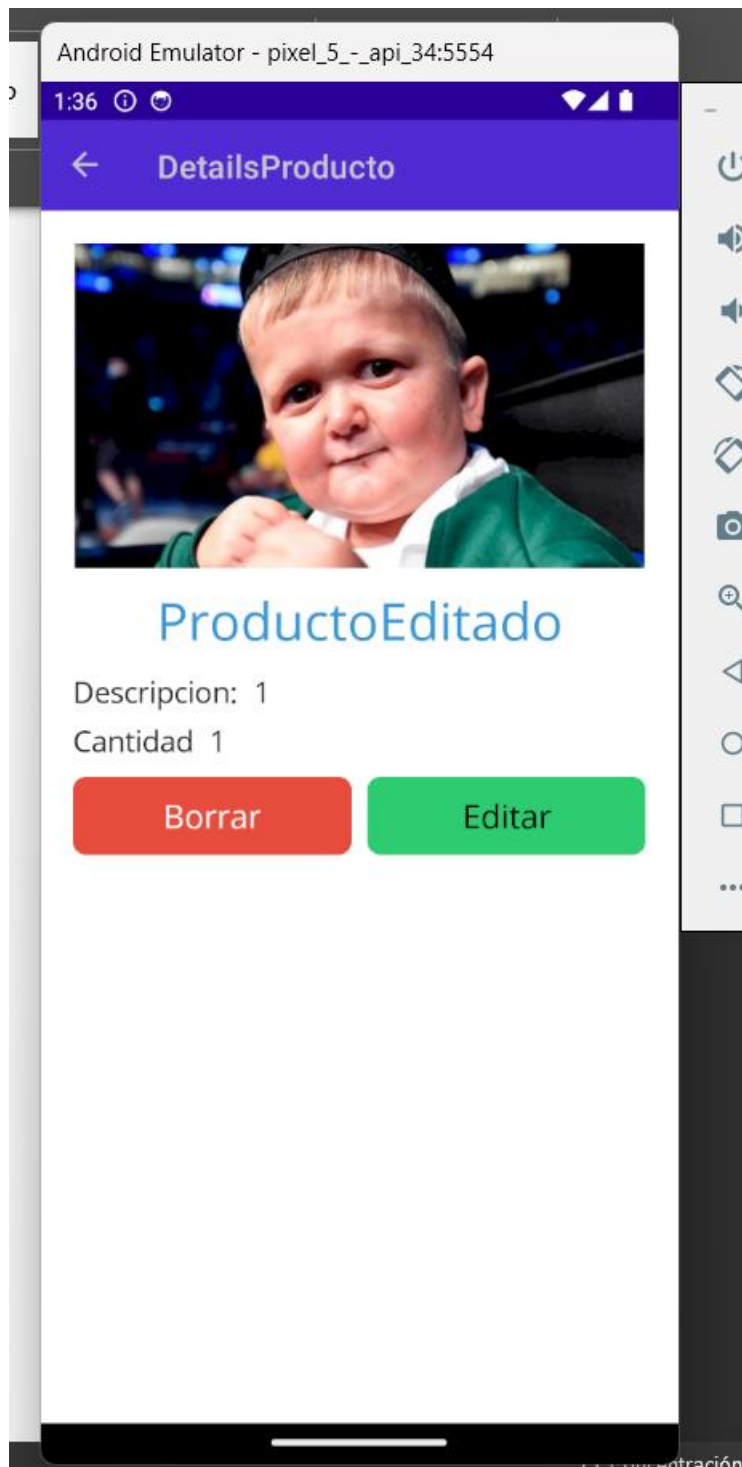 Android Emulator - pixel_5_-_api_34:5554
1:36
DetailsProducto
ProductoEditado
Descripcion: 1
Cantidad 1
Borrar Editar